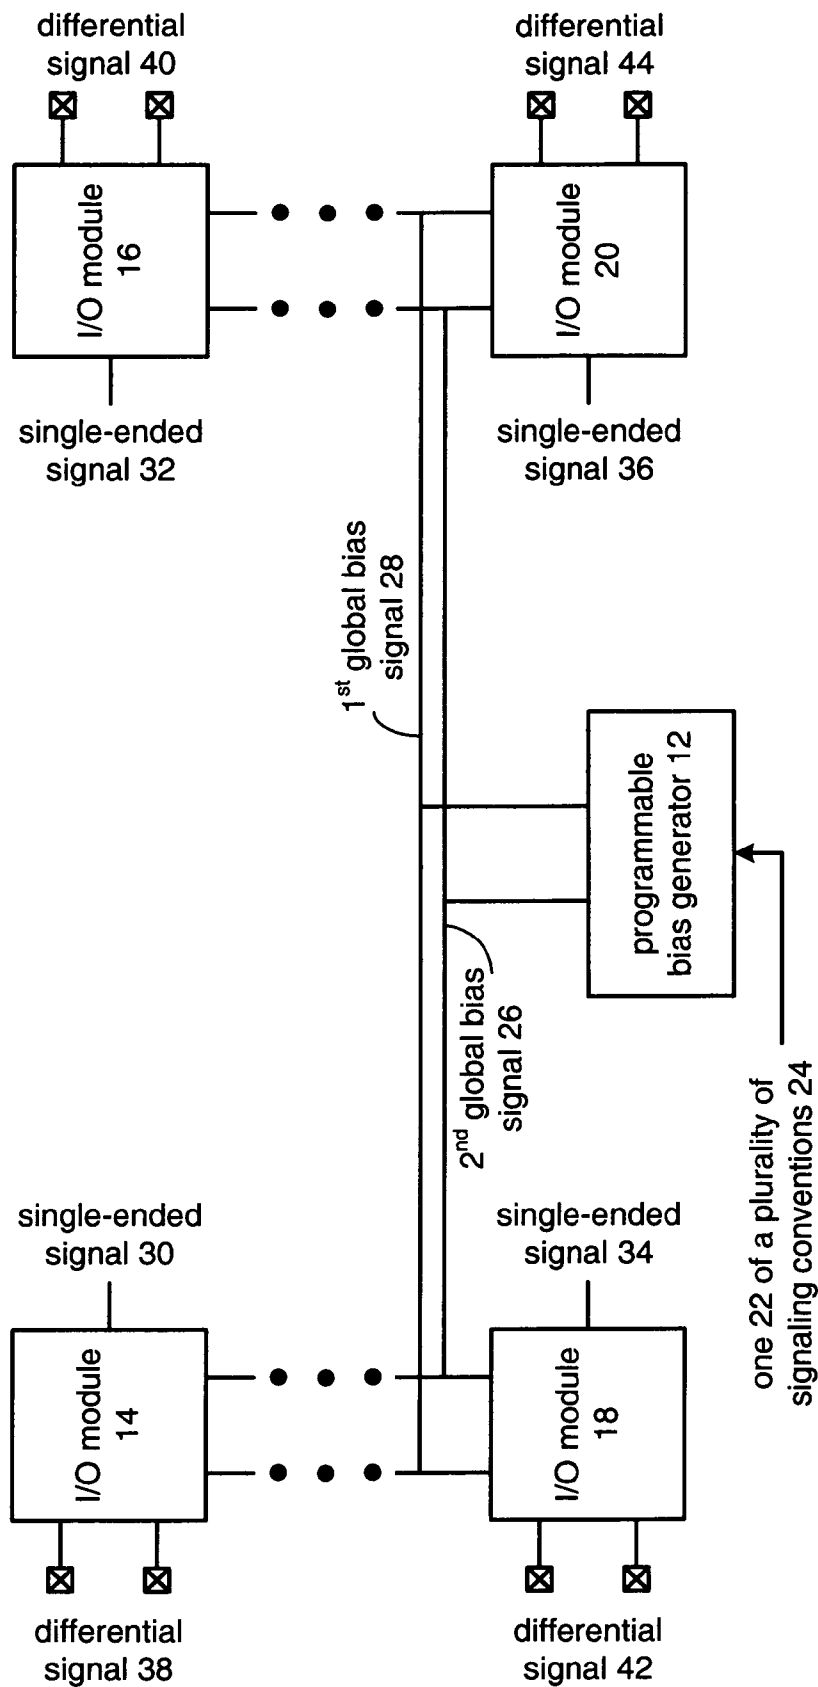 differential
signal 40
differential
signal 44
I/O module
16
I/O module
20
single-ended
signal 32
single-ended
signal 36
1st global bias
signal 28
programmable
bias generator 12
2nd global bias
signal 26
one 22 of a plurality of
signaling conventions 24
single-ended
signal 30
single-ended
signal 34
I/O module
14
I/O module
18
differential
signal 38
differential
signal 42